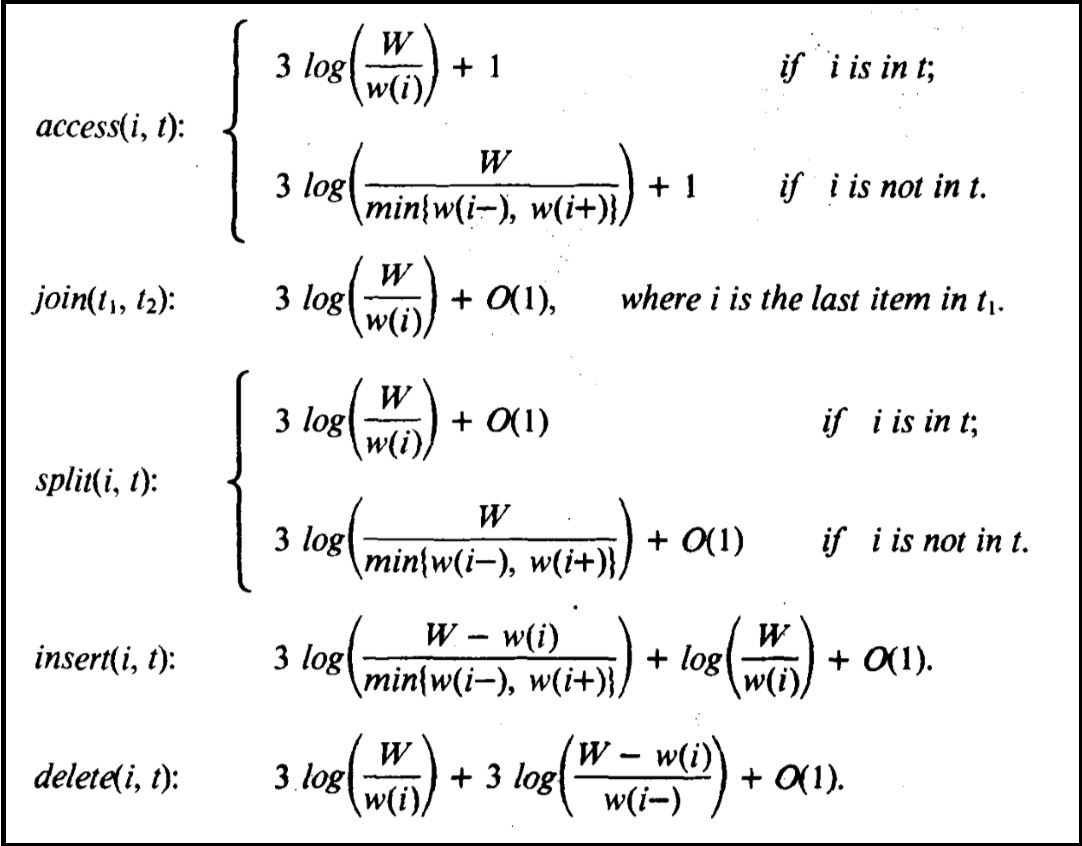 access(i, t): { 3 log(W/w(i)) + 1 if i is in t;
3 log(W/min{w(i−), w(i+)}) + 1 if i is not in t.
join(t₁, t₂): 3 log(W/w(i)) + O(1), where i is the last item in t₁.
split(i, t): { 3 log(W/w(i)) + O(1) if i is in t;
3 log(W/min{w(i−), w(i+)}) + O(1) if i is not in t.
insert(i, t): 3 log((W − w(i))/min{w(i−), w(i+)}) + log(W/w(i)) + O(1).
delete(i, t): 3 log(W/w(i)) + 3 log((W − w(i))/w(i−)) + O(1).